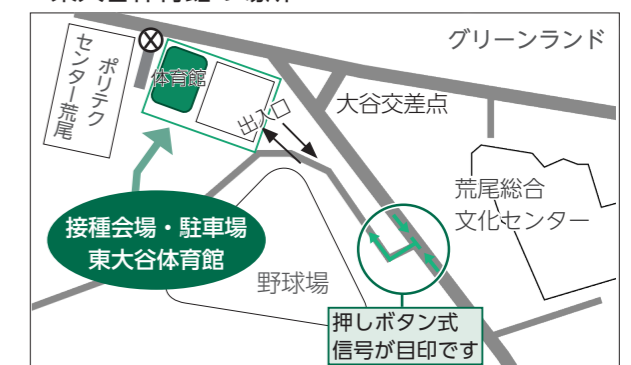 グリーンランド
ポリテク
センター荒尾
体育館
出入口
大谷交差点
荒尾総合
文化センター
接種会場・駐車場
東大谷体育館
野球場
押しボタン式
信号が目印です